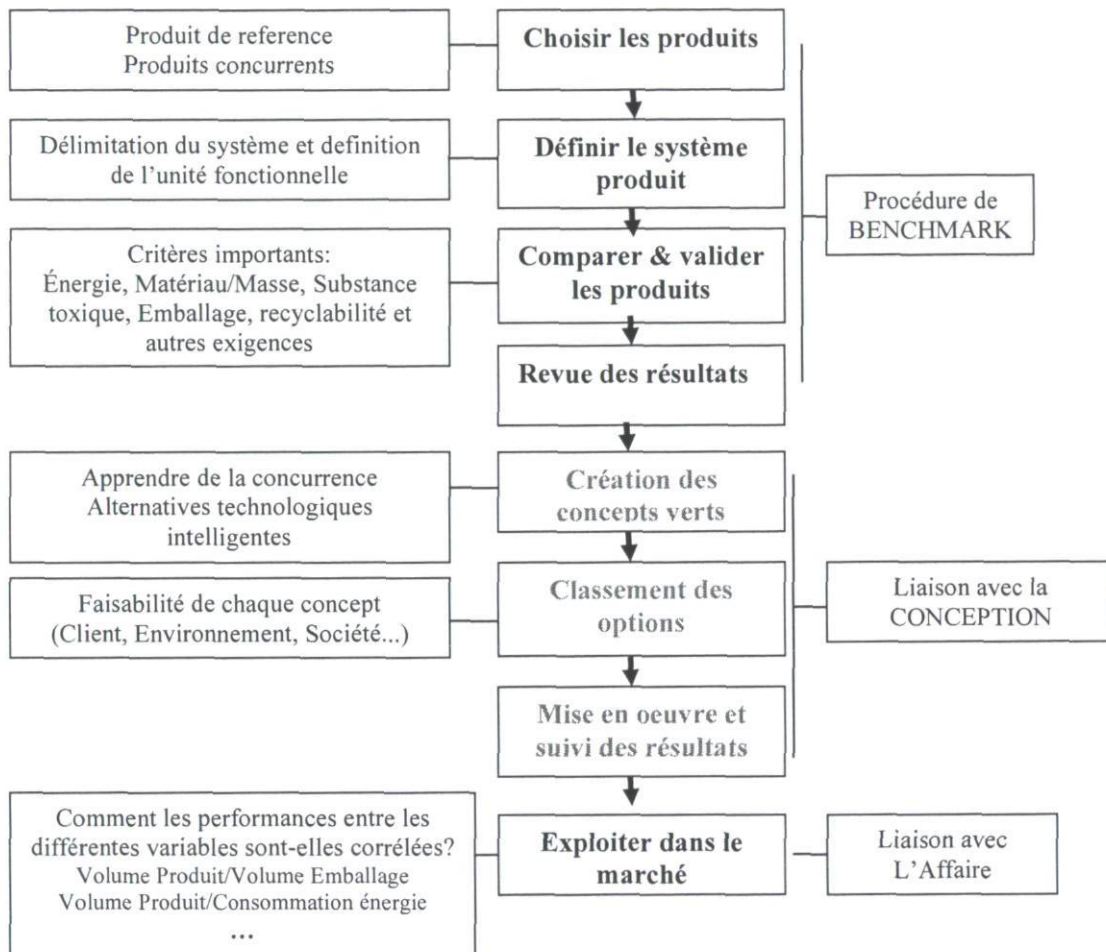 Produit de reference
Produits concurrents
Choisir les produits
Délimitation du système et definition
de l'unité fonctionnelle
Définir le système
produit
Procédure de
BENCHMARK
Critères importants:
Énergie, Matériau/Masse, Substance
toxique, Emballage, recyclabilité et
autres exigences
Comparer & valider
les produits
Revue des résultats
Apprendre de la concurrence
Alternatives technologiques
intelligentes
Création des
concepts verts
Faisabilité de chaque concept
(Client, Environnement, Société...)
Classement des
options
Liaison avec la
CONCEPTION
Mise en oeuvre et
suivi des résultats
Comment les performances entre les
différentes variables sont-elles corrélées?
Volume Produit/Volume Emballage
Volume Produit/Consommation énergie
...
Exploiter dans le
marché
Liaison avec
L'Affaire